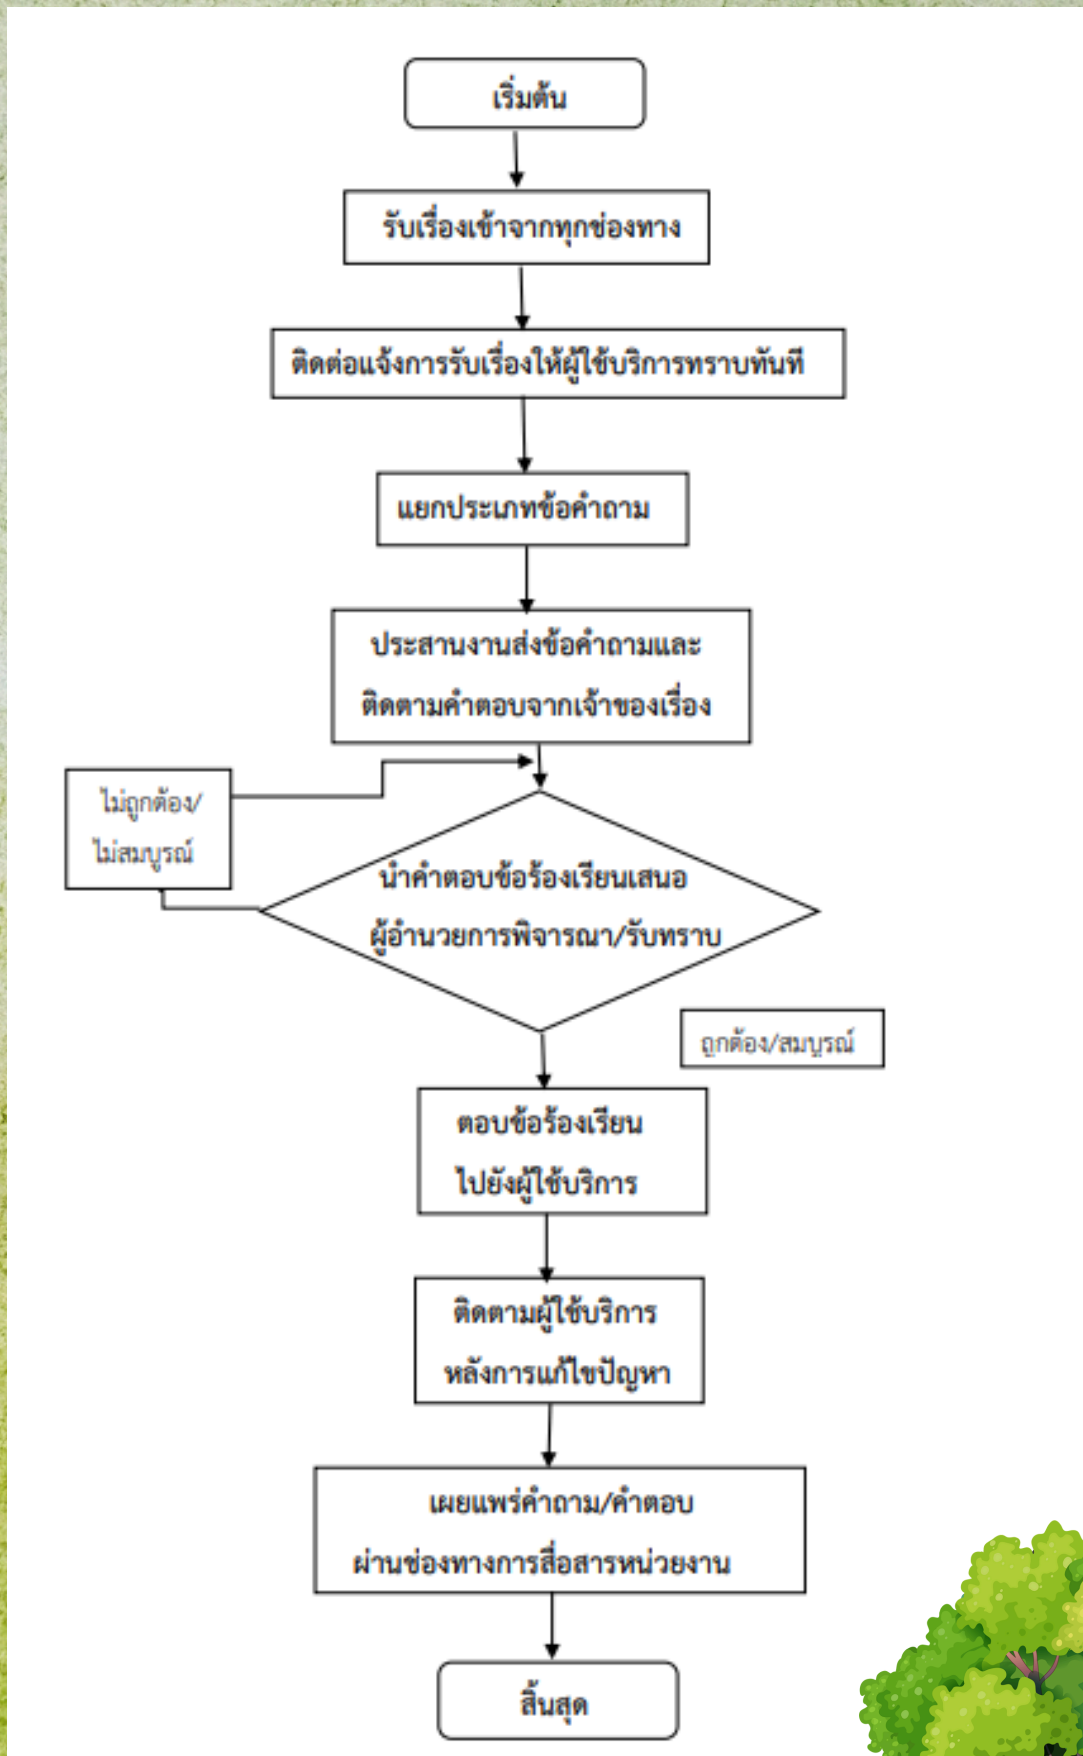 เริ่มต้น
รับเรื่องเข้าจากทุกช่องทาง
ติดต่อแจ้งการรับเรื่องให้ผู้ใช้บริการทราบทันที
แยกประเภทข้อคำถาม
ประสานงานส่งข้อคำถามและ
ติดตามคำตอบจากเจ้าของเรื่อง
ไม่ถูกต้อง/
ไม่สมบูรณ์
นำคำตอบข้อร้องเรียนเสนอ
ผู้อำนวยการพิจารณา/รับทราบ
ถูกต้อง/สมบูรณ์
ตอบข้อร้องเรียน
ไปยังผู้ใช้บริการ
ติดตามผู้ใช้บริการ
หลังการแก้ไขปัญหา
เผยแพร่คำถาม/คำตอบ
ผ่านช่องทางการสื่อสารหน่วยงาน
สิ้นสุด